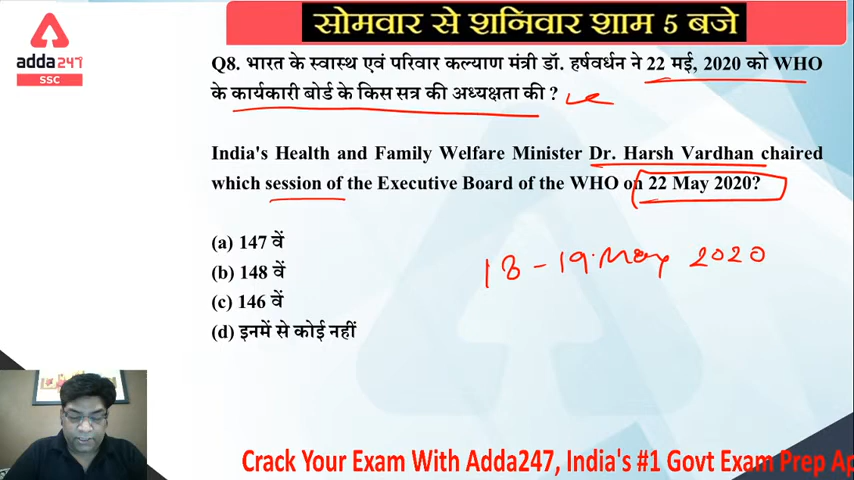 सोमवार से शनिवार शाम 5 बजे
adda247
SSC
Q8. भारत के स्वास्थ एवं परिवार कल्याण मंत्री डॉ. हर्षवर्धन ने 22 मई, 2020 को WHO
के कार्यकारी बोर्ड के किस सत्र की अध्यक्षता की ?
India's Health and Family Welfare Minister Dr. Harsh Vardhan chaired
which session of the Executive Board of the WHO on 22 May 2020?
(a) 147 वें
(b) 148 वें
(c) 146 वें
(d) इनमें से कोई नहीं
18 - 19 May 2020
Crack Your Exam With Adda247, India's #1 Govt Exam Prep Ap